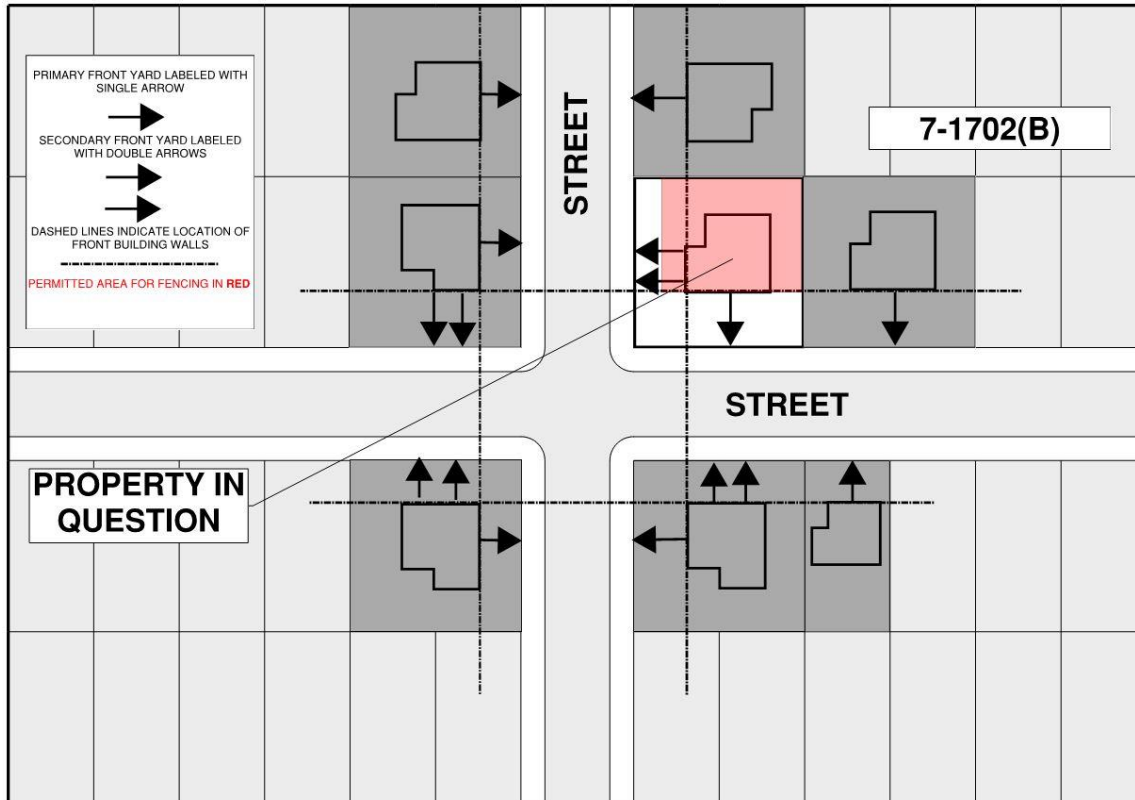 PRIMARY FRONT YARD LABELED WITH
SINGLE ARROW
SECONDARY FRONT YARD LABELED
WITH DOUBLE ARROWS
DASHED LINES INDICATE LOCATION OF
FRONT BUILDING WALLS
PERMITTED AREA FOR FENCING IN RED
STREET
7-1702(B)
STREET
PROPERTY IN
QUESTION